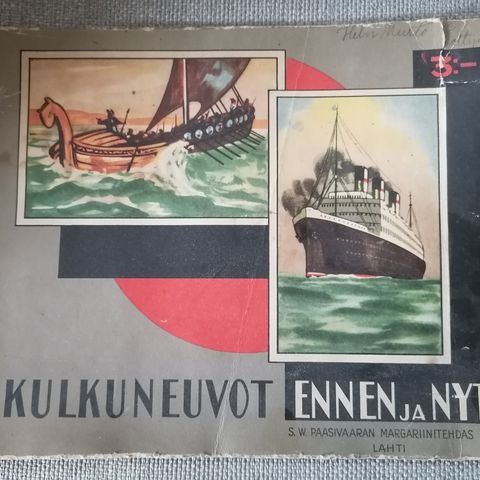 3:-
KULKUNEUVOT ENNEN JA NYT
S. W. PAASIVAARAN MARGARIINITEHDAS
LAHTI